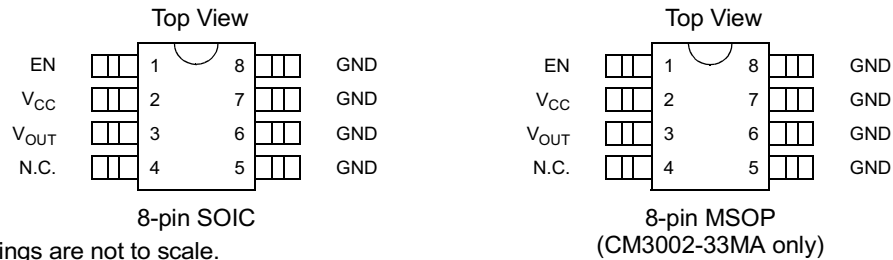 Top View
EN 1 8 GND
VCC 2 7 GND
VOUT 3 6 GND
N.C. 4 5 GND
8-pin SOIC
Top View
EN 1 8 GND
VCC 2 7 GND
VOUT 3 6 GND
N.C. 4 5 GND
8-pin MSOP
(CM3002-33MA only)
are not to scale.